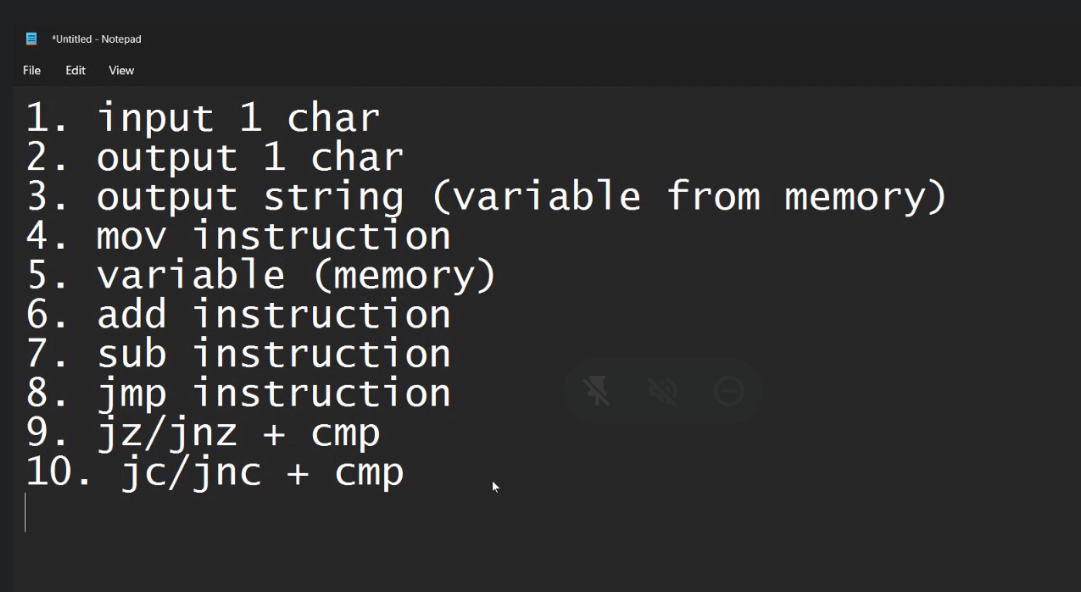 *Untitled - Notepad
File Edit View
1. input 1 char
2. output 1 char
3. output string (variable from memory)
4. mov instruction
5. variable (memory)
6. add instruction
7. sub instruction
8. jmp instruction
9. jz/jnz + cmp
10. jc/jnc + cmp